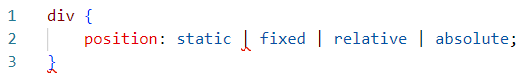 1 div {
2 position: static | fixed | relative | absolute;
3 }